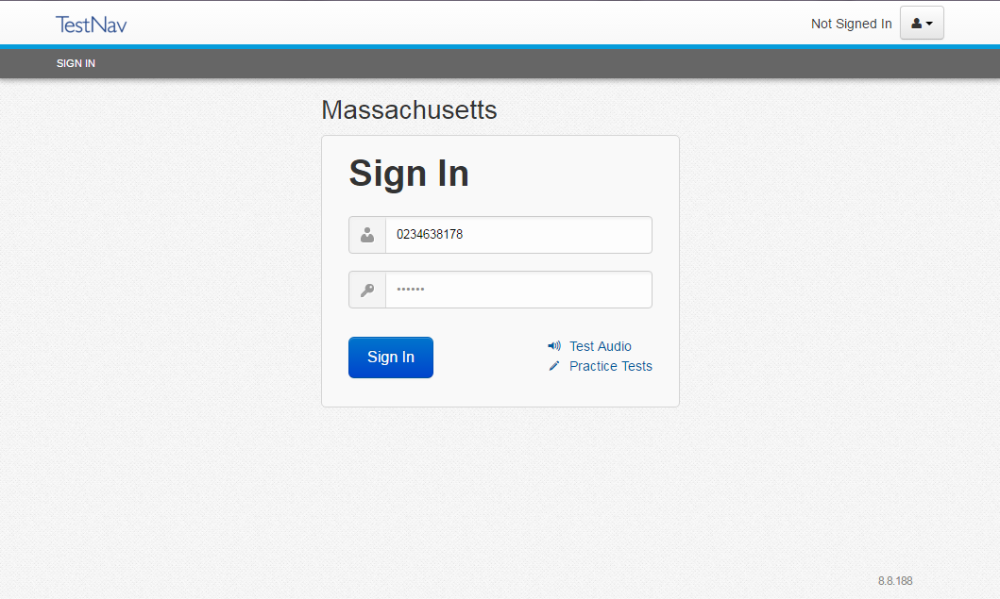 TestNav
Not Signed In
SIGN IN
Massachusetts
Sign In
0234638178
••••••
Sign In
Test Audio
Practice Tests
8.8.188